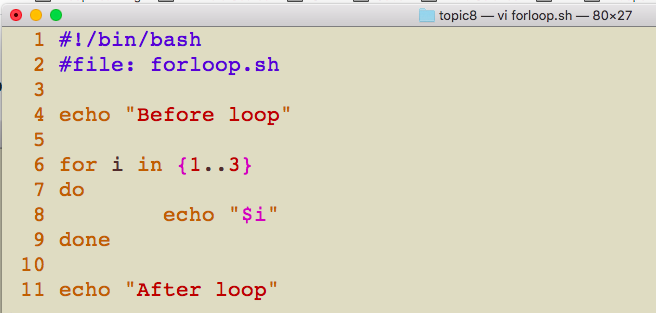 topic8 — vi forloop.sh — 80×27
1 #!/bin/bash
2 #file: forloop.sh
3
4 echo "Before loop"
5
6 for i in {1..3}
7 do
8         echo "$i"
9 done
10
11 echo "After loop"